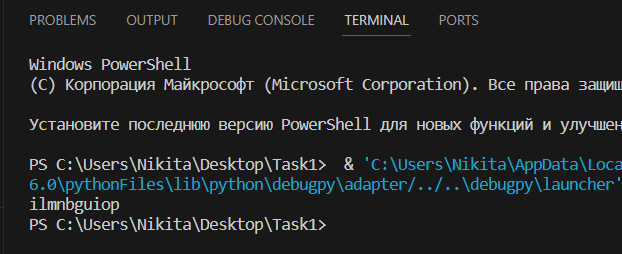 PROBLEMS OUTPUT DEBUG CONSOLE TERMINAL PORTS
Windows PowerShell
(C) Корпорация Майкрософт (Microsoft Corporation). Все права
Установите последнюю версию PowerShell для новых функций и
PS C:\Users\Nikita\Desktop\Task1> & 'C:\Users\Nikita\AppData\Loca
6.0\pythonFiles\lib\python\debugpy\adapter/../..\debugpy\launcher'
ilmnbguiop
PS C:\Users\Nikita\Desktop\Task1>